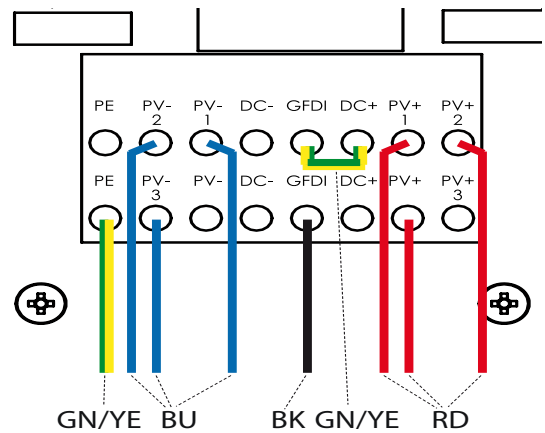 PE PV- PV- DC- GFDI DC+ PV+ PV+
2 1 1 2
PE PV- PV- DC- GFDI DC+ PV+ PV+
3 3
GN/YE BU BK GN/YE RD